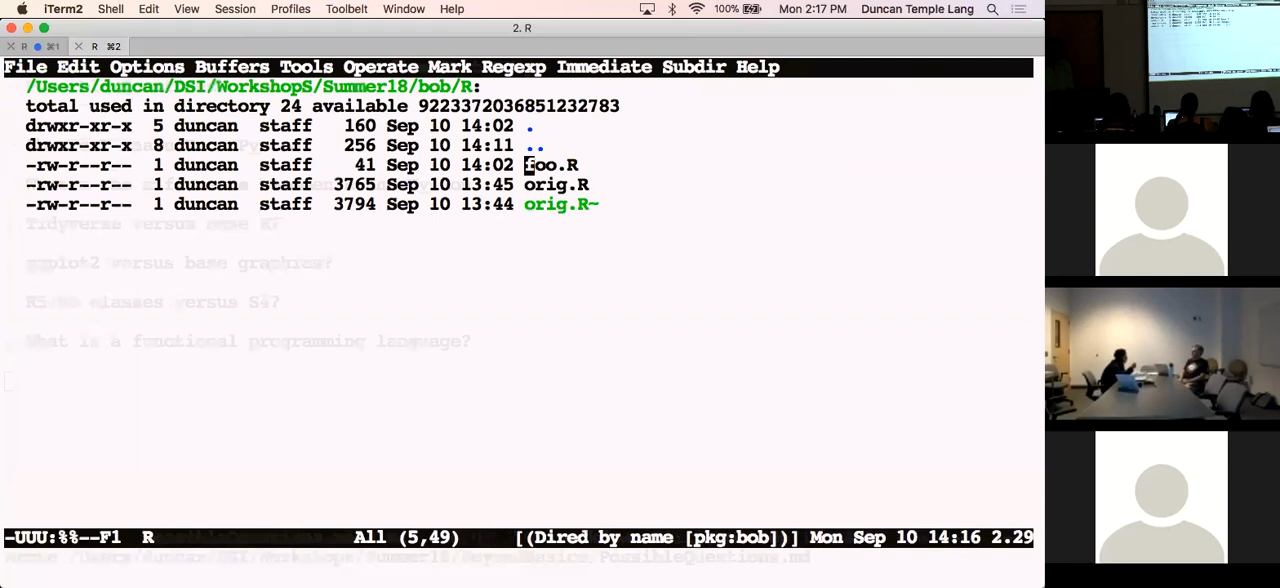 iTerm2 Shell Edit View Session Profiles Toolbelt Window Help 100% Mon 2:17 PM Duncan Temple Lang
2. R
R ⌘1 R ⌘2
File Edit Options Buffers Tools Operate Mark Regexp Immediate Subdir Help
/Users/duncan/DSI/WorkshopS/Summer18/bob/R:
total used in directory 24 available 9223372036851232783
drwxr-xr-x 5 duncan staff 160 Sep 10 14:02 .
drwxr-xr-x 8 duncan staff 256 Sep 10 14:11 ..
-rw-r--r-- 1 duncan staff 41 Sep 10 14:02 foo.R
-rw-r--r-- 1 duncan staff 3765 Sep 10 13:45 orig.R
-rw-r--r-- 1 duncan staff 3794 Sep 10 13:44 orig.R~
Tidyverse versus base R?
ggplot2 versus base graphics?
classes versus S4?
What is a functional programming language?
-UUU:%%--F1 R All (5,49) [(Dired by name [pkg:bob])] Mon Sep 10 14:16 2.29